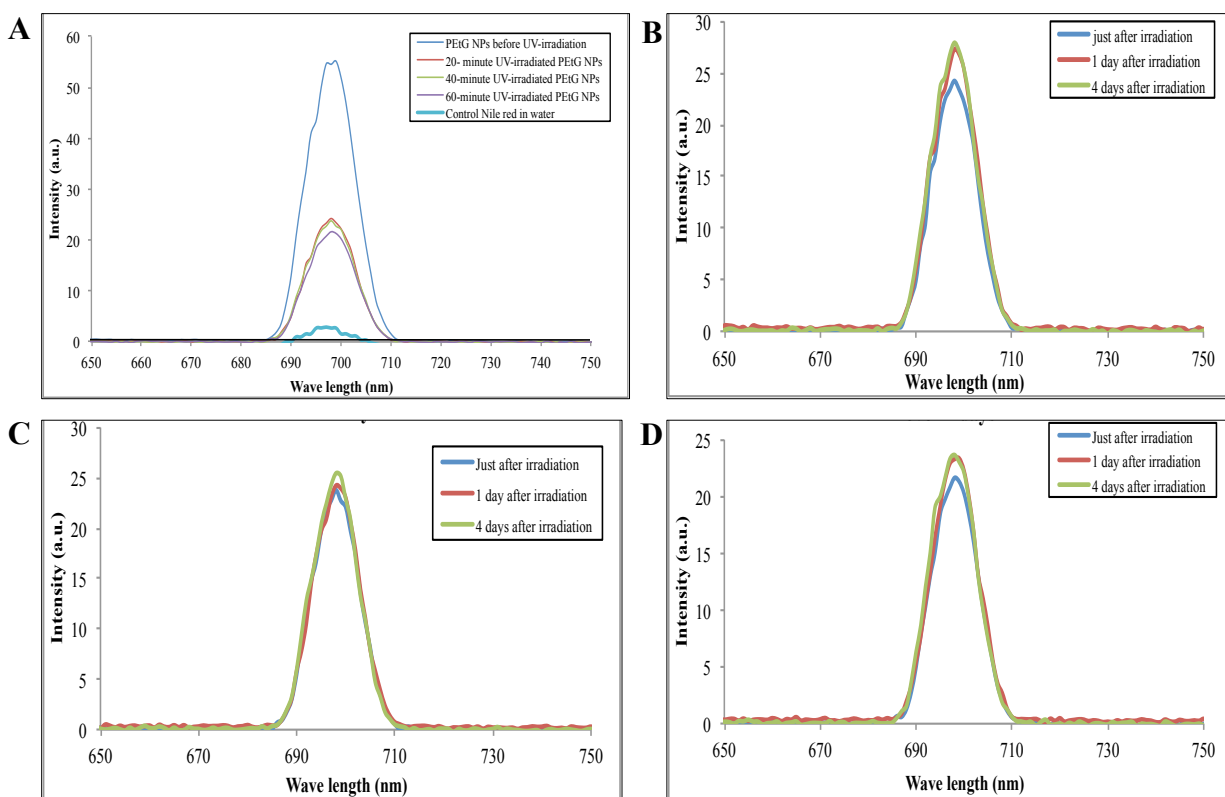 A
60
50
40
30
20
10
0
Intensity (a.u.)
PEtG NPs before UV-irradiation
20- minute UV-irradiated PEtG NPs
40-minute UV-irradiated PEtG NPs
60-minute UV-irradiated PEtG NPs
Control Nile red in water
650 660 670 680 690 700 710 720 730 740 750
Wave length (nm)
B
30
25
20
15
10
5
0
Intensity (a.u.)
just after irradiation
1 day after irradiation
4 days after irradiation
650 670 690 710 730 750
Wave length (nm)
C
30
25
20
15
10
5
0
Intensity (a.u.)
Just after irradiation
1 day after irradiation
4 days after irradiation
650 670 690 710 730 750
Wave length (nm)
D
25
20
15
10
5
0
Intensity (a.u.)
Just after irradiation
1 day after irradiation
4 days after irradiation
650 670 690 710 730 750
Wave length (nm)